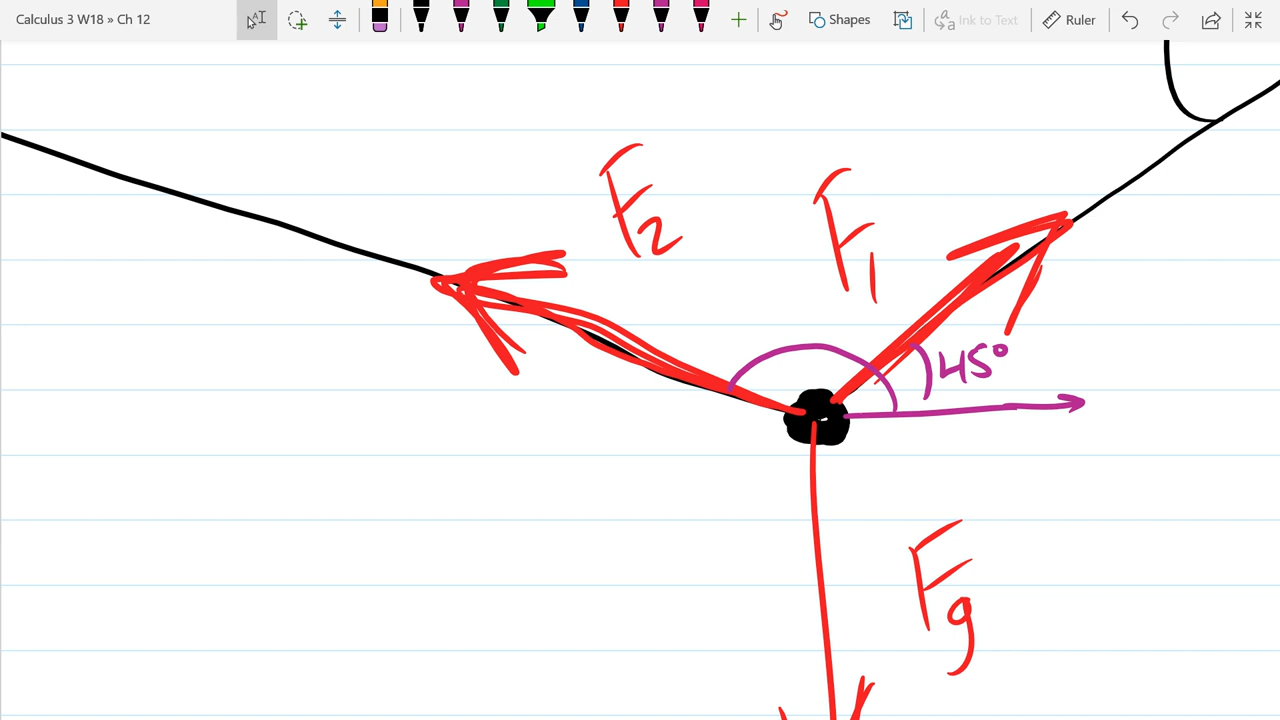 Calculus 3 W18 » Ch 12
Shapes
Ink to Text
Ruler
F2
F1
45°
Fg